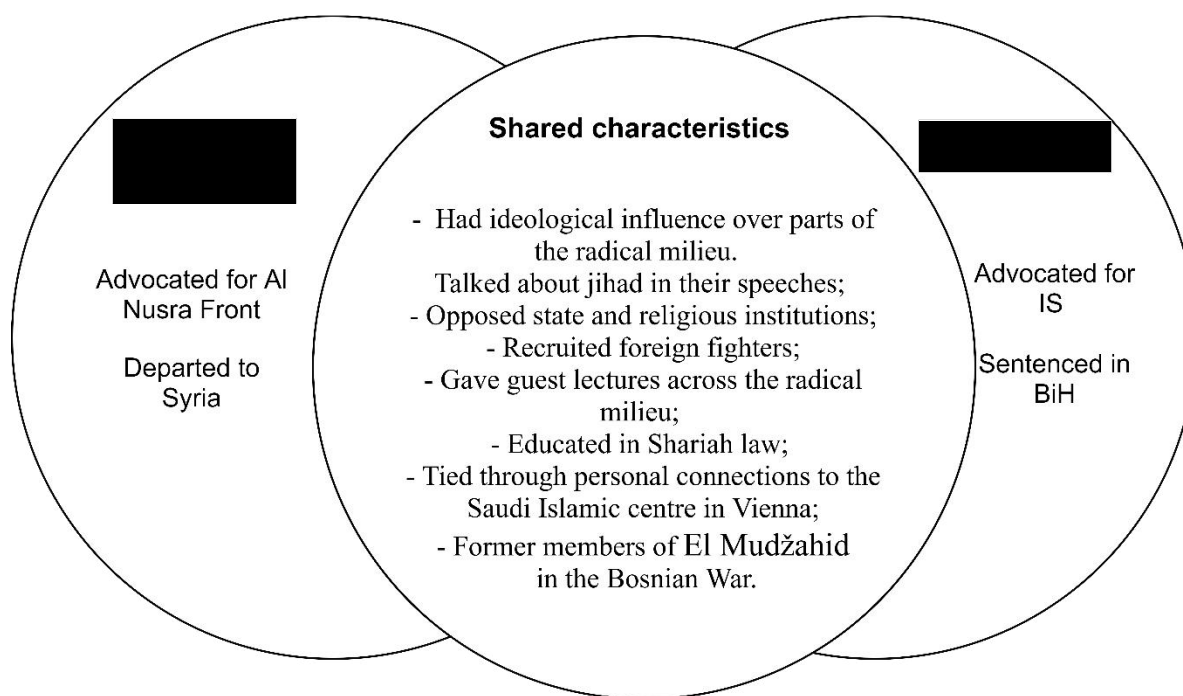 Shared characteristics
Advocated for Al
Nusra Front
Departed to
Syria
- Had ideological influence over parts of
the radical milieu.
Talked about jihad in their speeches;
- Opposed state and religious institutions;
- Recruited foreign fighters;
- Gave guest lectures across the radical
milieu;
- Educated in Shariah law;
- Tied through personal connections to the
Saudi Islamic centre in Vienna;
- Former members of El Mudžahid
in the Bosnian War.
Advocated for
IS
Sentenced in
BiH